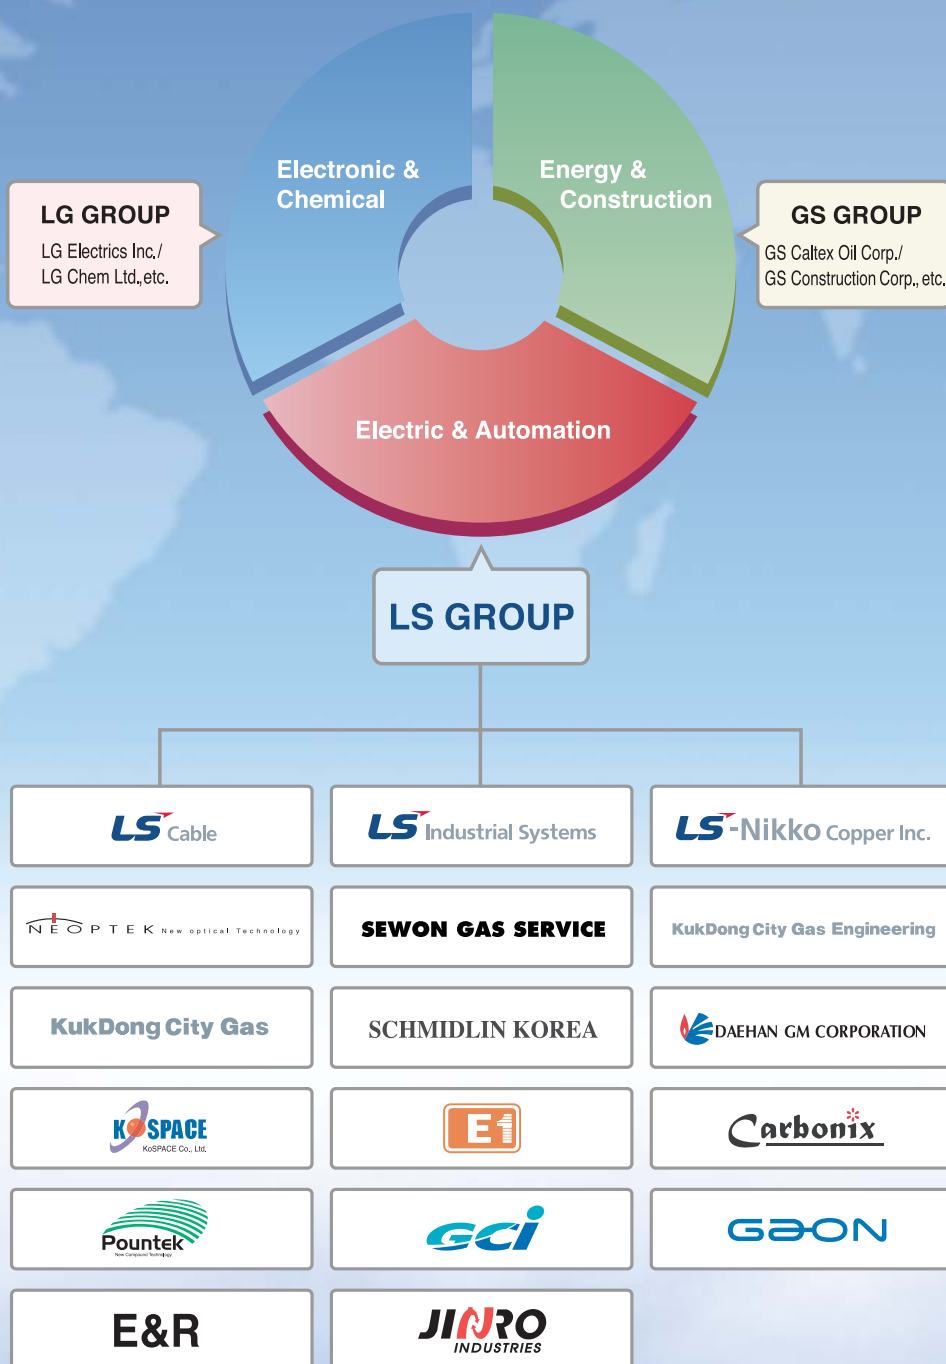 Electronic &
Chemical
Energy &
Construction
LG GROUP
LG Electrics Inc./
LG Chem Ltd.,etc.
GS GROUP
GS Caltex Oil Corp./
GS Construction Corp., etc.
Electric & Automation
LS GROUP
LS Cable
LS Industrial Systems
LS-Nikko Copper Inc.
NEOPTEK New optical Technology
SEWON GAS SERVICE
KukDong City Gas Engineering
KukDong City Gas
SCHMIDLIN KOREA
DAEHAN GM CORPORATION
KOSPACE
KoSPACE Co., Ltd.
E1
Carbonix
Pountek
New Compound Technology
GCI
GAON
E&R
JINRO
INDUSTRIES